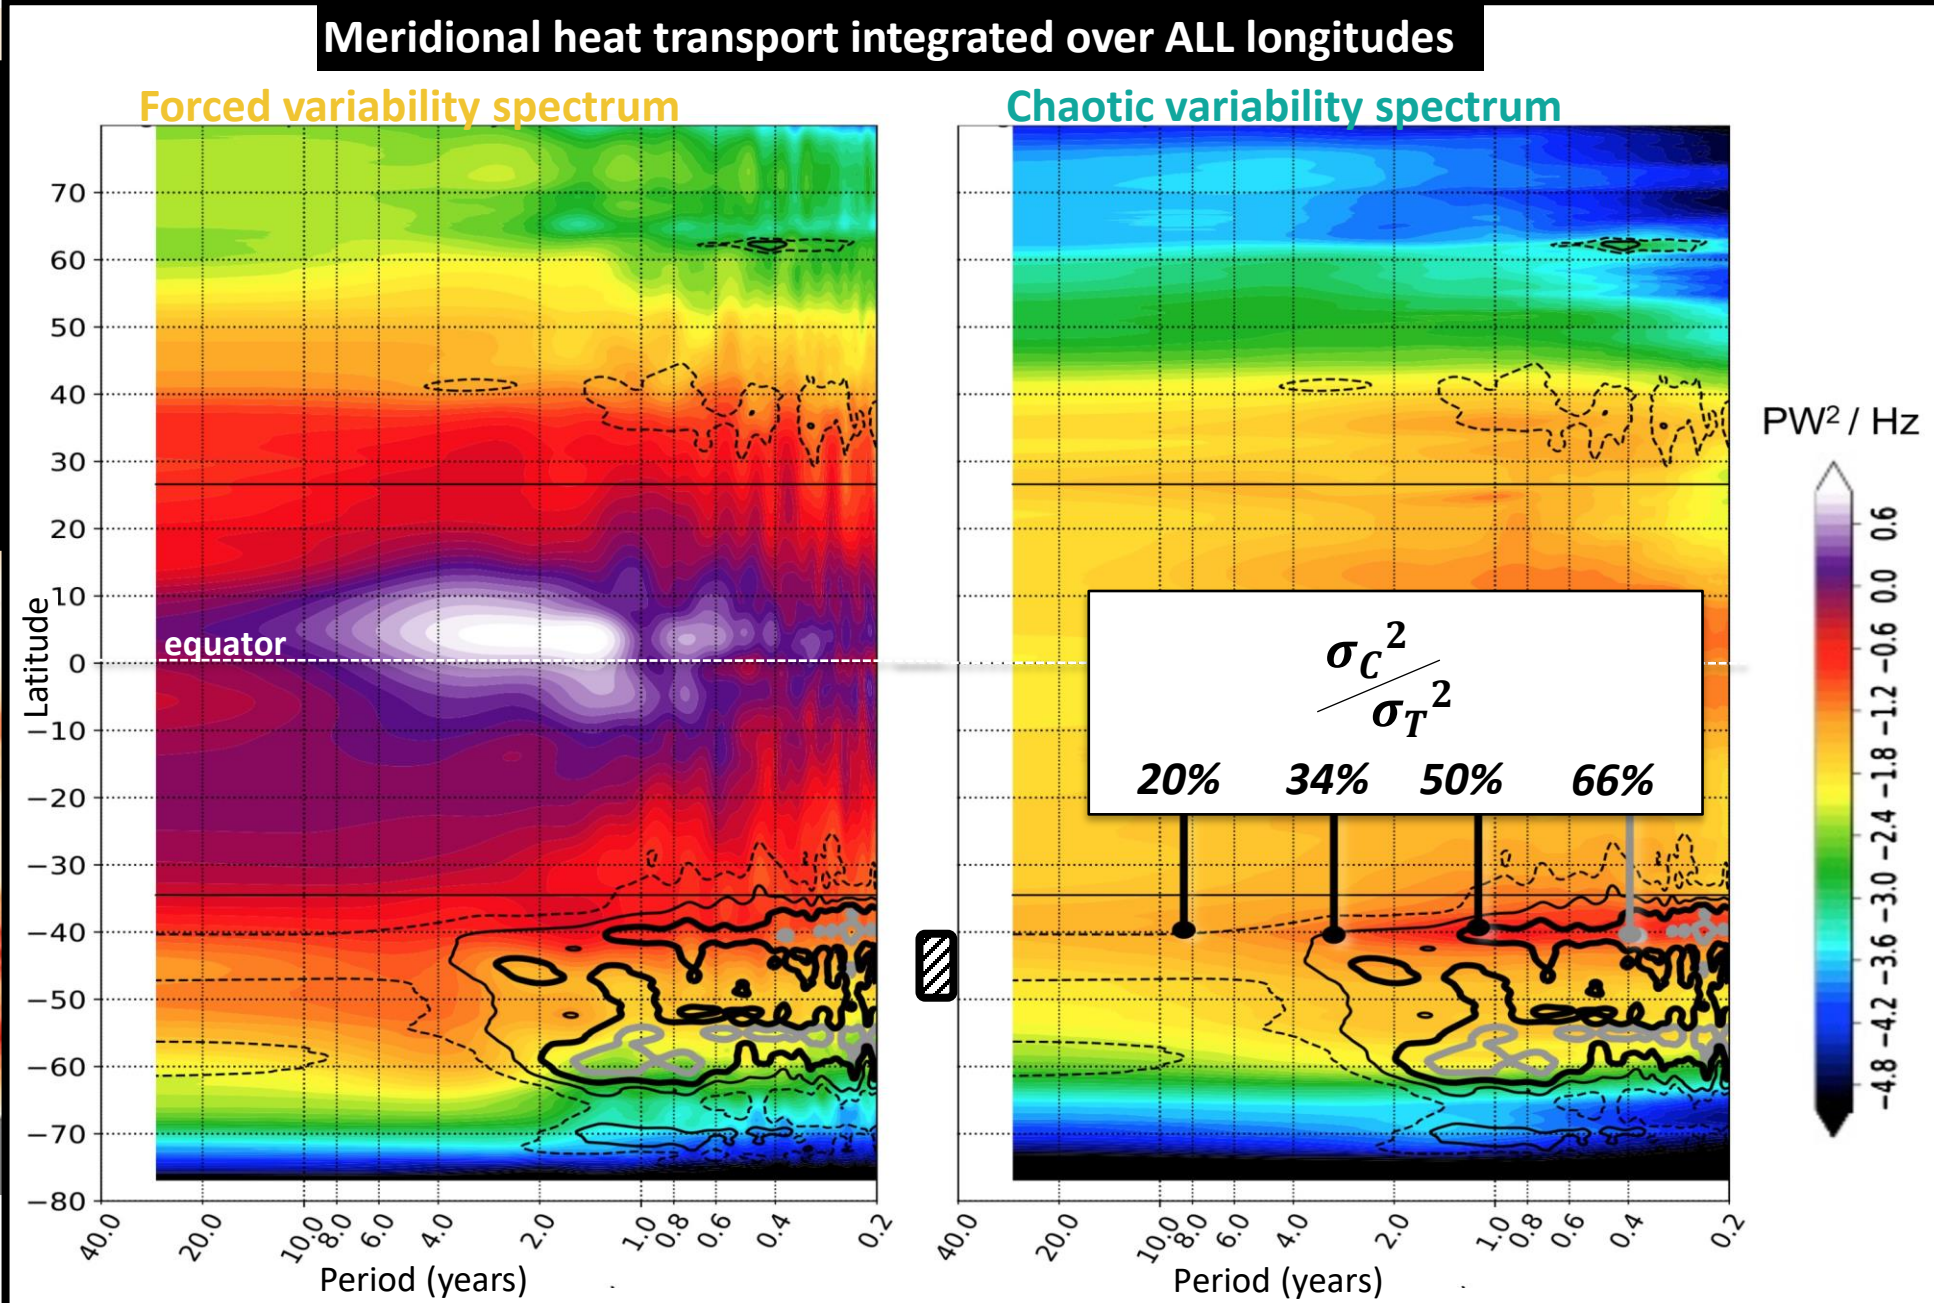 Meridional heat transport integrated over ALL longitudes
Forced variability spectrum
Chaotic variability spectrum
Latitude
70
60
50
40
30
20
10
0
−10
−20
−30
−40
−50
−60
−70
−80
equator
40.0 20.0 10.0 8.0 6.0 4.0 2.0 1.0 0.8 0.6 0.4 0.2
Period (years)
σC²
σT²
20% 34% 50% 66%
40.0 20.0 10.0 8.0 6.0 4.0 2.0 1.0 0.8 0.6 0.4 0.2
Period (years)
PW² / Hz
0.6
0.0
−0.6
−1.2
−1.8
−2.4
−3.0
−3.6
−4.2
−4.8